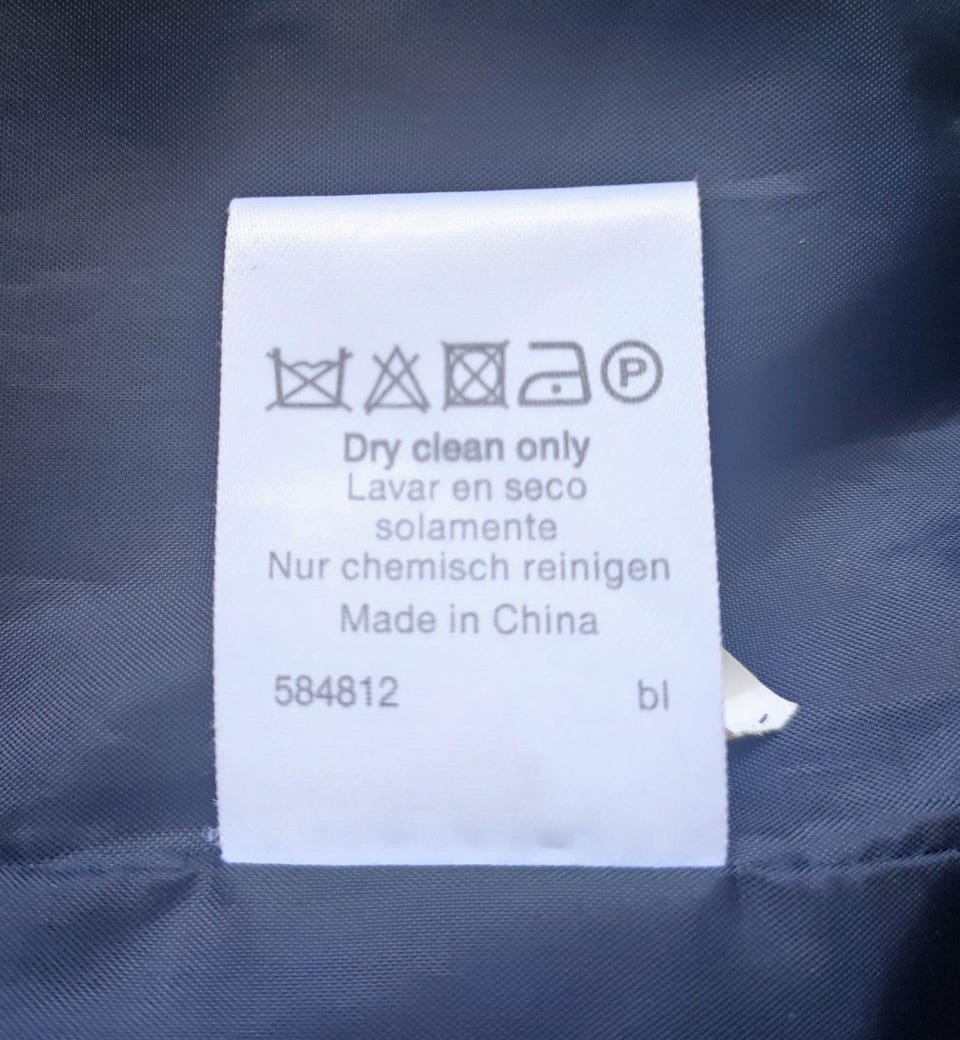 P
Dry clean only
Lavar en seco
solamente
Nur chemisch reinigen
Made in China
584812 bl